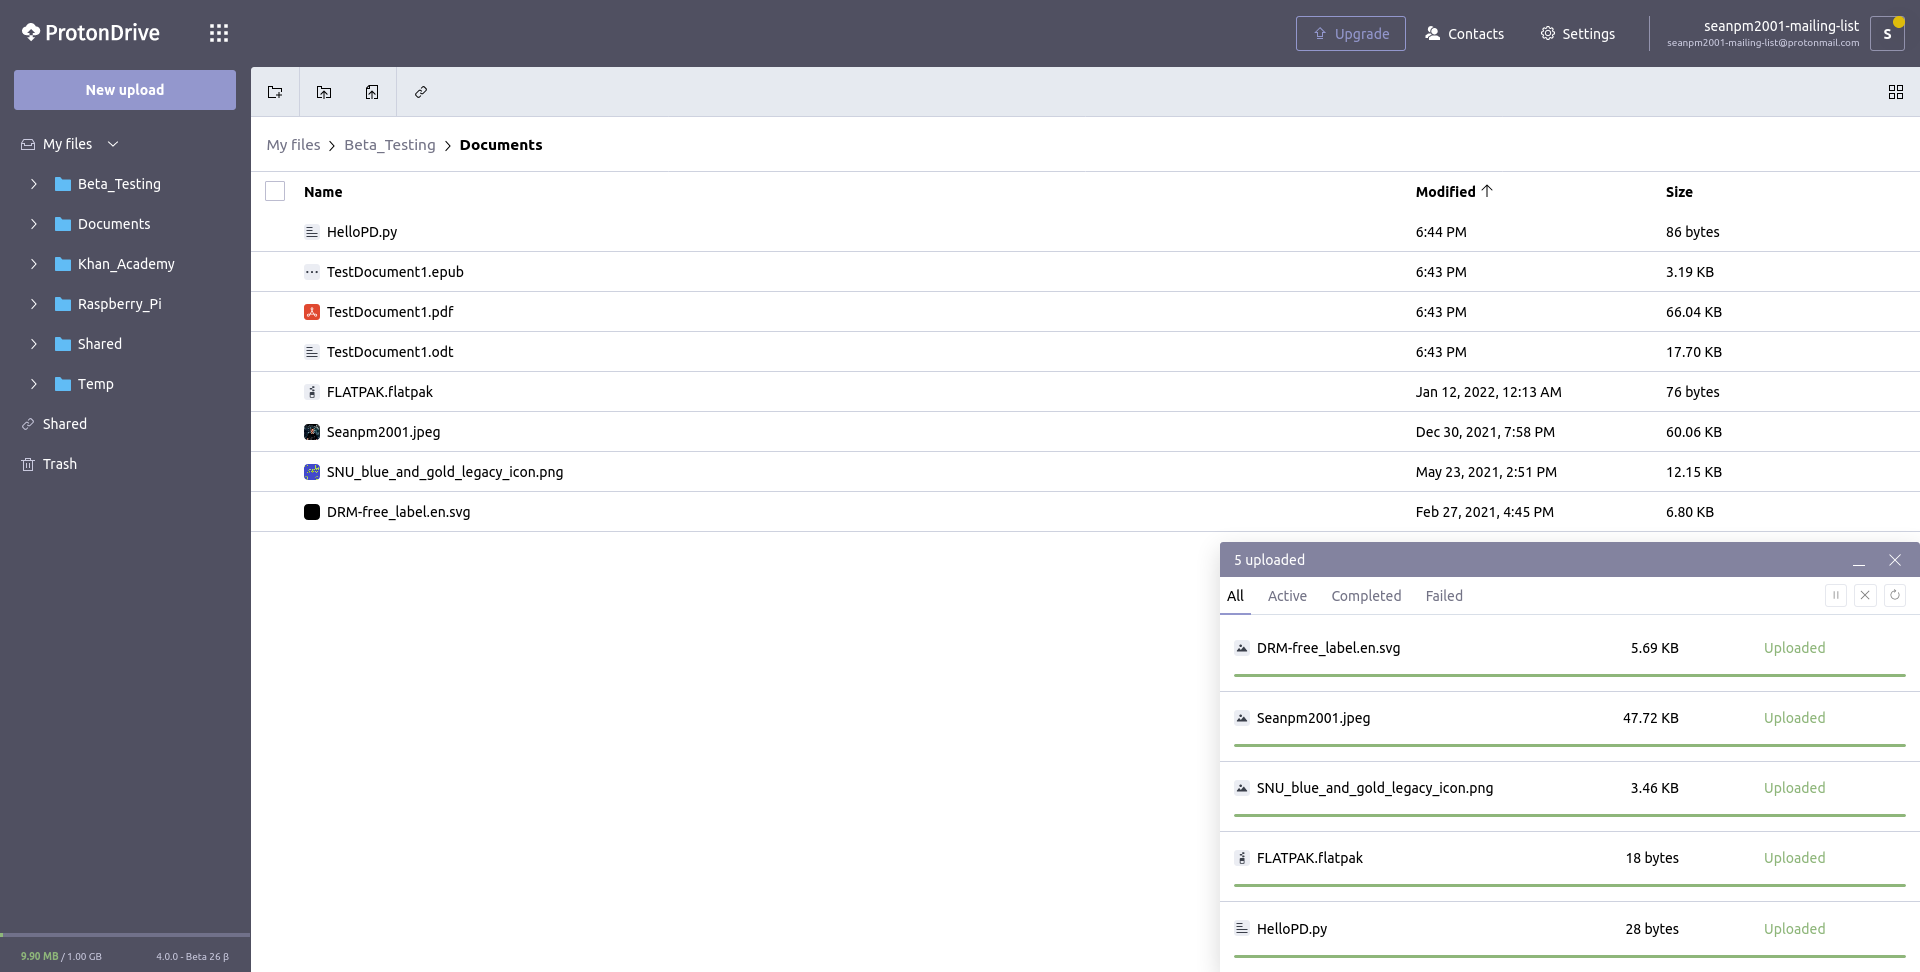 ProtonDrive
Upgrade
Contacts
Settings
seanpm2001-mailing-list
seanpm2001-mailing-list@protonmail.com
S
New upload
My files
Beta_Testing
Documents
Khan_Academy
Raspberry_Pi
Shared
Temp
Shared
Trash
9.90 MB / 1.00 GB 4.0.0 - Beta 26 β
My files > Beta_Testing > Documents
Name Modified Size
HelloPD.py 6:44 PM 86 bytes
TestDocument1.epub 6:43 PM 3.19 KB
TestDocument1.pdf 6:43 PM 66.04 KB
TestDocument1.odt 6:43 PM 17.70 KB
FLATPAK.flatpak Jan 12, 2022, 12:13 AM 76 bytes
Seanpm2001.jpeg Dec 30, 2021, 7:58 PM 60.06 KB
SNU_blue_and_gold_legacy_icon.png May 23, 2021, 2:51 PM 12.15 KB
DRM-free_label.en.svg Feb 27, 2021, 4:45 PM 6.80 KB
5 uploaded
All Active Completed Failed
DRM-free_label.en.svg 5.69 KB Uploaded
Seanpm2001.jpeg 47.72 KB Uploaded
SNU_blue_and_gold_legacy_icon.png 3.46 KB Uploaded
FLATPAK.flatpak 18 bytes Uploaded
HelloPD.py 28 bytes Uploaded